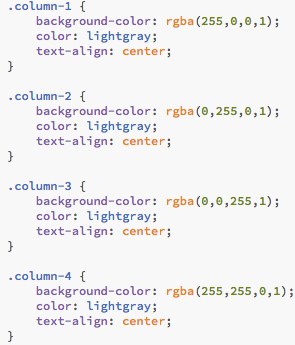 .column-1 {
    background-color: rgba(255,0,0,1);
    color: lightgray;
    text-align: center;
}

.column-2 {
    background-color: rgba(0,255,0,1);
    color: lightgray;
    text-align: center;
}

.column-3 {
    background-color: rgba(0,0,255,1);
    color: lightgray;
    text-align: center;
}

.column-4 {
    background-color: rgba(255,255,0,1);
    color: lightgray;
    text-align: center;
}